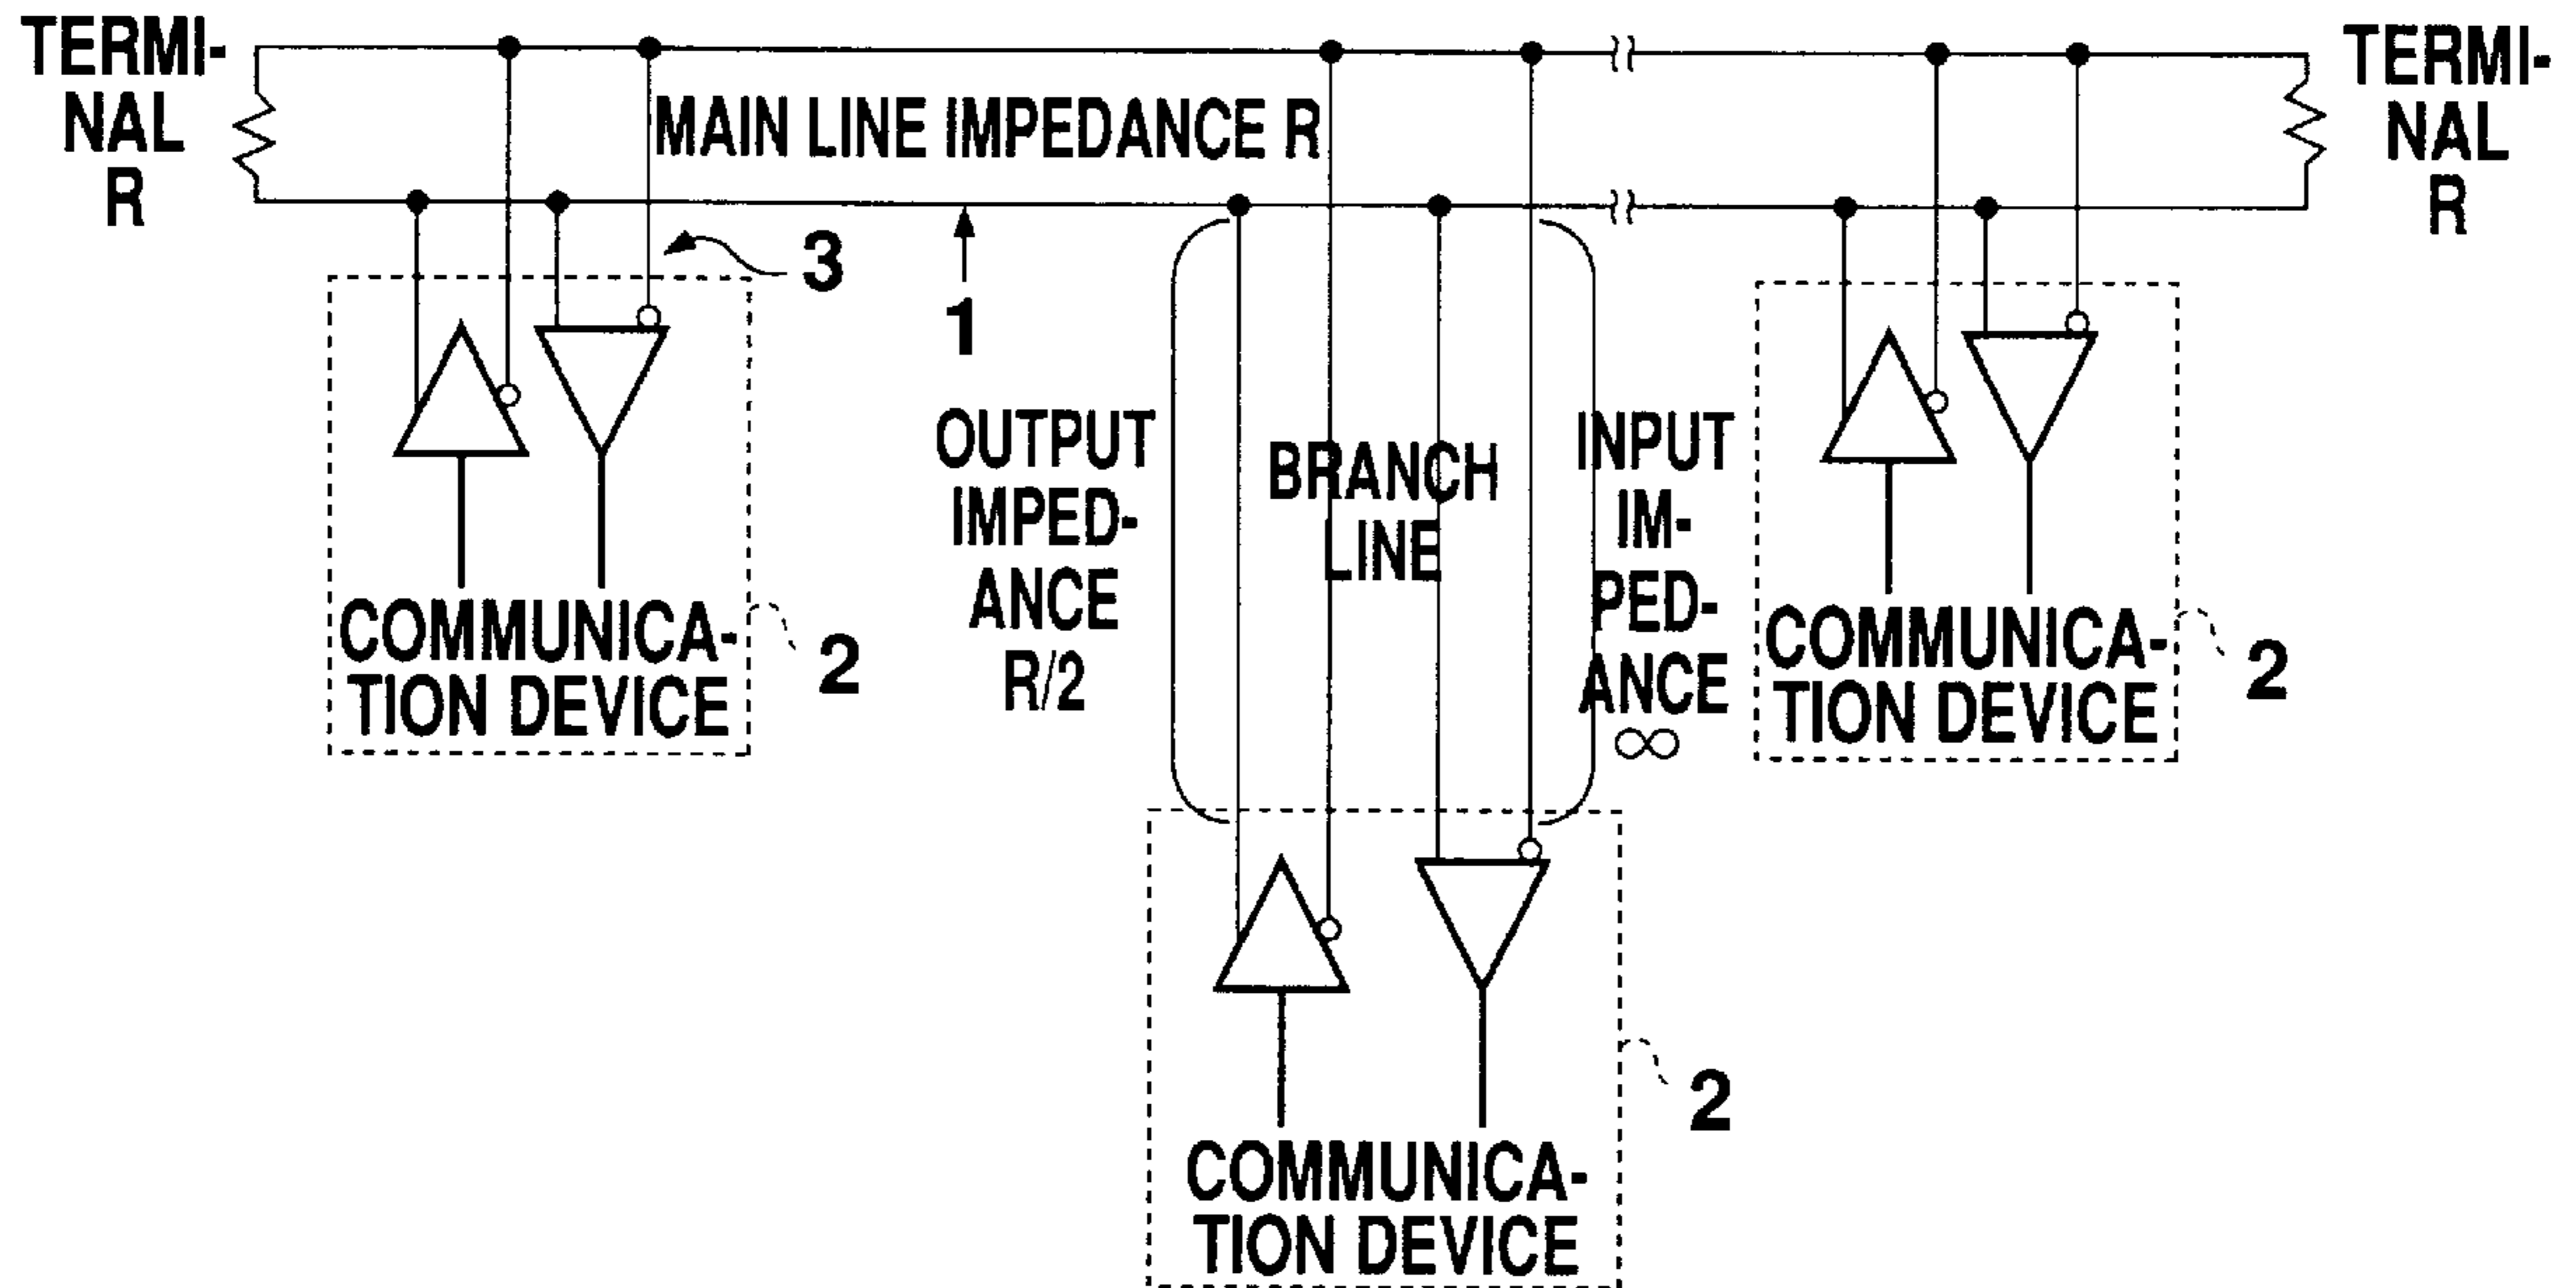 TERMI-
NAL
R
MAIN LINE IMPEDANCE R
TERMI-
NAL
R
3
1
OUTPUT
IMPED-
ANCE
R/2
BRANCH
LINE
INPUT
IM-
PED-
ANCE
∞
COMMUNICA-
TION DEVICE
2
COMMUNICA-
TION DEVICE
2
COMMUNICA-
TION DEVICE
2